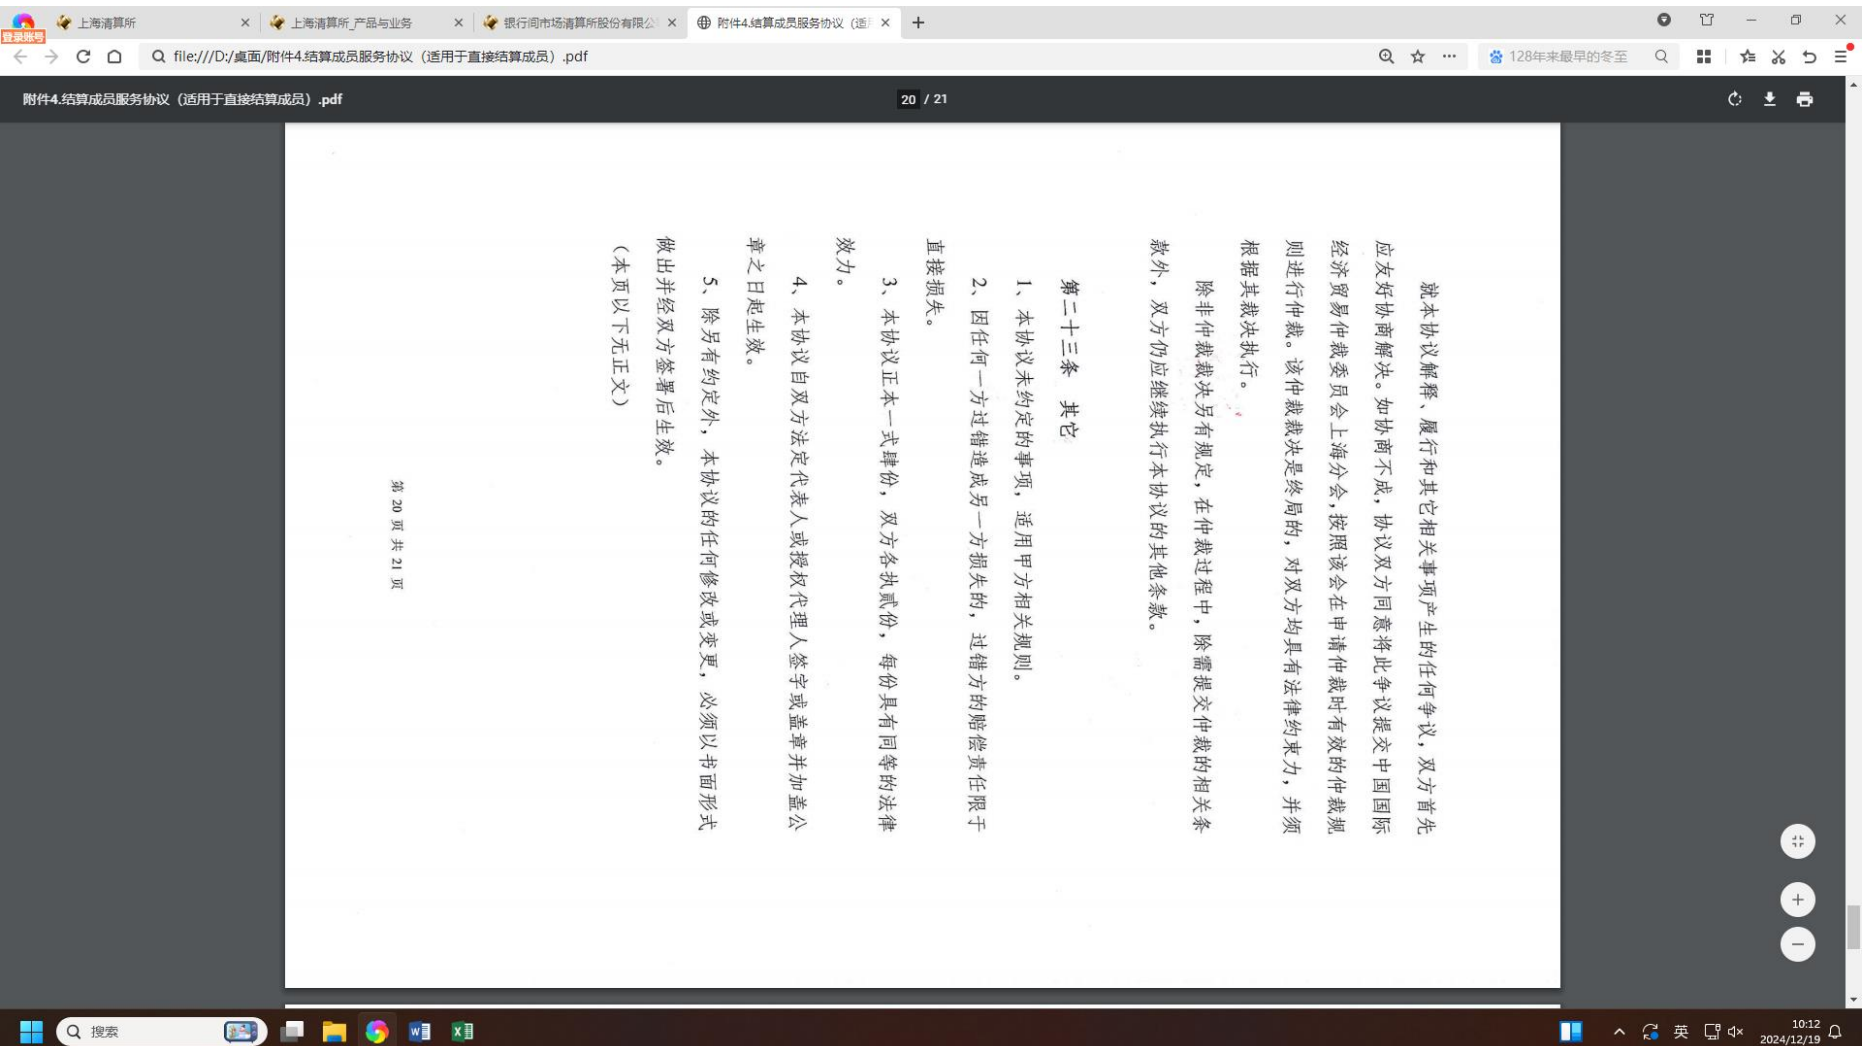 上海清算所
上海清算所_产品与业务
银行间市场清算所股份有限公
附件4.结算成员服务协议（适
登录账号
file:///D:/桌面/附件4.结算成员服务协议（适用于直接结算成员）.pdf
128年来最早的冬至
附件4.结算成员服务协议（适用于直接结算成员）.pdf
20 / 21
就本协议解释、履行和其它相关事项产生的任何争议，双方首先
应友好协商解决。如协商不成，协议双方同意将此争议提交中国国际
经济贸易仲裁委员会上海分会，按照该会在申请仲裁时有效的仲裁规
则进行仲裁。该仲裁裁决是终局的，对双方均具有法律约束力，并须
根据其裁决执行。
除非仲裁裁决另有规定，在仲裁过程中，除需提交仲裁的相关条
款外，双方仍应继续执行本协议的其他条款。
第二十三条 其它
1、本协议未约定的事项，适用甲方相关规则。
2、因任何一方过错造成另一方损失的，过错方的赔偿责任限于
直接损失。
3、本协议正本一式肆份，双方各执贰份，每份具有同等的法律
效力。
4、本协议自双方法定代表人或授权代理人签字或盖章并加盖公
章之日起生效。
5、除另有约定外，本协议的任何修改或变更，必须以书面形式
做出并经双方签署后生效。
（本页以下无正文）
第 20 页 共 21 页
搜索
英
10:12
2024/12/19